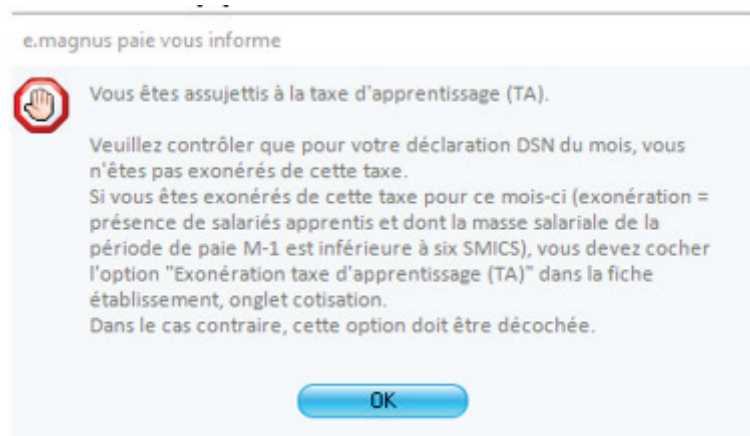 e.magnus paie vous informe
Vous êtes assujettis à la taxe d'apprentissage (TA).
Veuillez contrôler que pour votre déclaration DSN du mois, vous
n'êtes pas exonérés de cette taxe.
Si vous êtes exonérés de cette taxe pour ce mois-ci (exonération =
présence de salariés apprentis et dont la masse salariale de la
période de paie M-1 est inférieure à six SMICS), vous devez cocher
l'option "Exonération taxe d'apprentissage (TA)" dans la fiche
établissement, onglet cotisation.
Dans le cas contraire, cette option doit être décochée.
OK